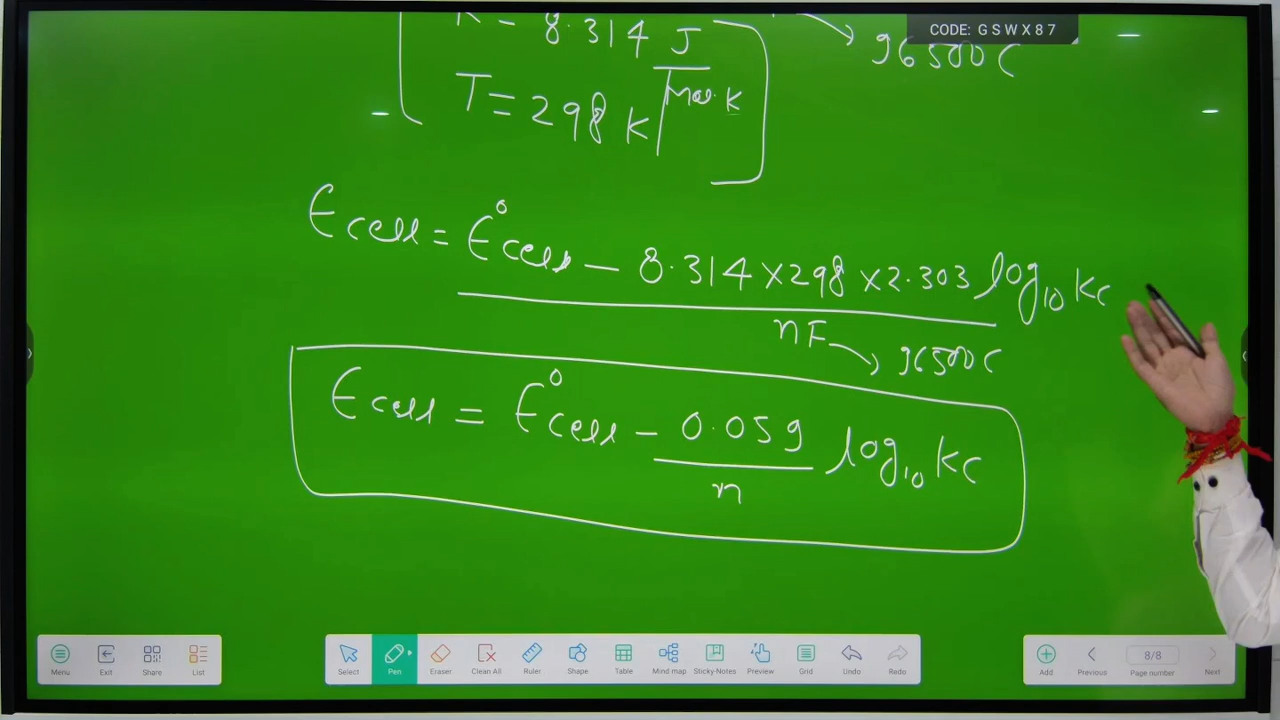 CODE: G S W X 8 7
R = 8.314 J
96500C
T = 298 K
Mol.K
Ecell = E°cell – 8.314 × 298 × 2.303 log₁₀ Kc
nF
96500C
Ecell = E°cell – 0.059 log₁₀ Kc
n
Menu Exit Share List Select Pen Eraser Clean All Ruler Shape Table Mind map Sticky-Notes Preview Grid Undo Redo Add Previous 8/8 Page number Next